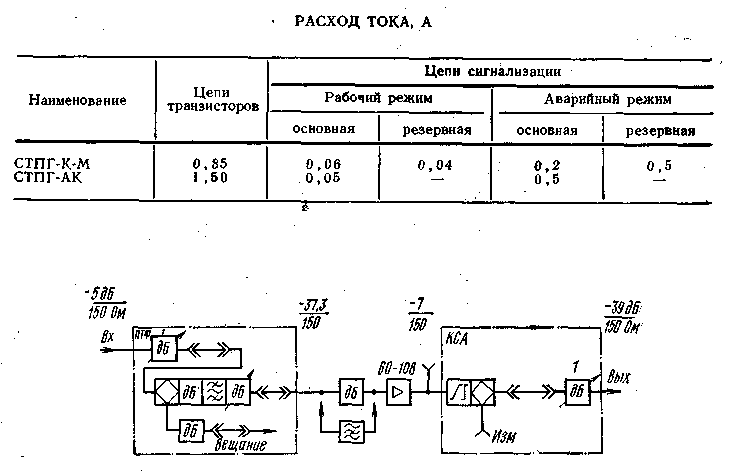 РАСХОД ТОКА, А
Наименование
Цепи транзисторов
Цепи сигнализации
Рабочий режим
Аварийный режим
основная
резервная
основная
резервная
СТПГ-К-М 0,85 0,06 0,04 0,2 0,5
СТПГ-АК 1,50 0,05 — 0,5 —
-5 дБ
150 Ом
-37,3
150
-7
150
-39 дБ
150 Ом
Вх
1
дБ
КСА
60-108
дБ
дБ
дБ
1
дБ
Вых
дБ
Вещание
Изм